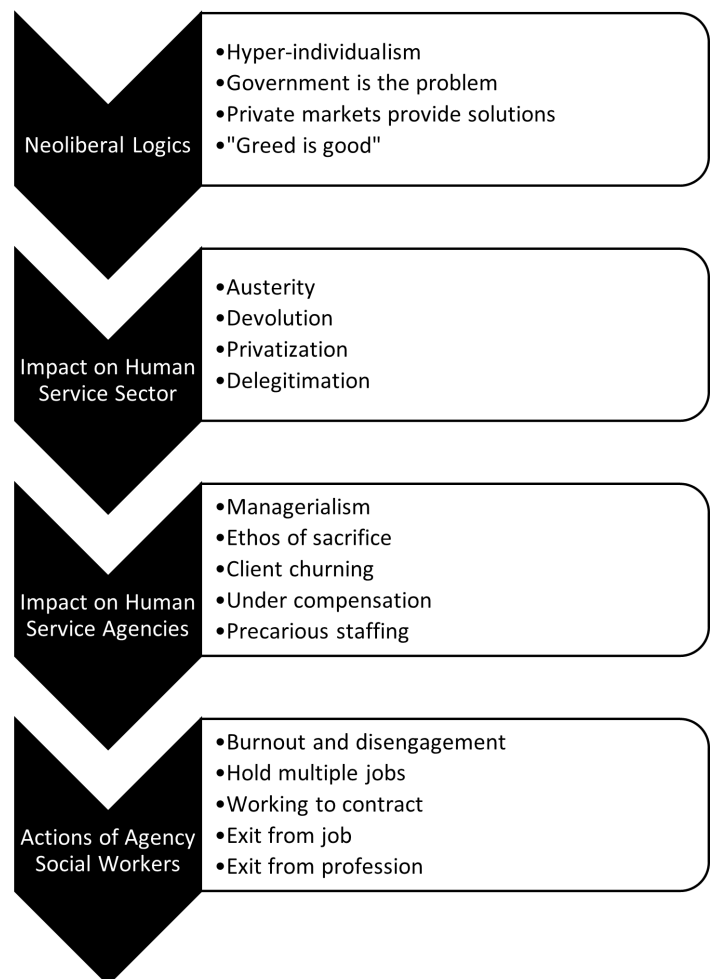 Neoliberal Logics
•Hyper-individualism
•Government is the problem
•Private markets provide solutions
•"Greed is good"
Impact on Human
Service Sector
•Austerity
•Devolution
•Privatization
•Delegitimation
Impact on Human
Service Agencies
•Managerialism
•Ethos of sacrifice
•Client churning
•Under compensation
•Precarious staffing
Actions of Agency
Social Workers
•Burnout and disengagement
•Hold multiple jobs
•Working to contract
•Exit from job
•Exit from profession